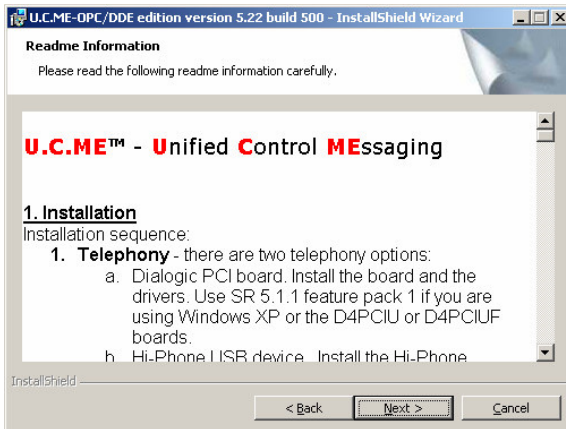 U.C.ME-OPC/DDE edition version 5.22 build 500 - InstallShield Wizard
Readme Information
Please read the following readme information carefully.
U.C.ME™ - Unified Control MEssaging
1. Installation
Installation sequence:
1. Telephony - there are two telephony options:
a. Dialogic PCI board. Install the board and the
drivers. Use SR 5.1.1 feature pack 1 if you are
using Windows XP or the D4PCIU or D4PCIUF
boards.
b. Hi-Phone USB device. Install the Hi-Phone
InstallShield
< Back
Next >
Cancel